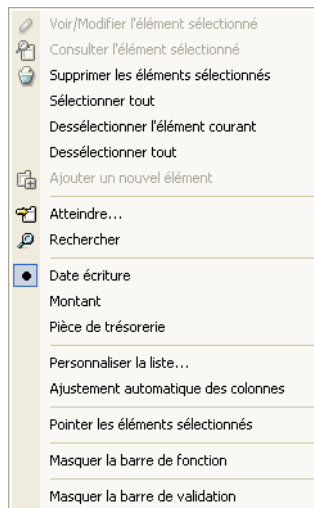 Voir/Modifier l'élément sélectionné
Consulter l'élément sélectionné
Supprimer les éléments sélectionnés
Sélectionner tout
Dessélectionner l'élément courant
Dessélectionner tout
Ajouter un nouvel élément
Atteindre...
Rechercher
Date écriture
Montant
Pièce de trésorerie
Personnaliser la liste...
Ajustement automatique des colonnes
Pointer les éléments sélectionnés
Masquer la barre de fonction
Masquer la barre de validation